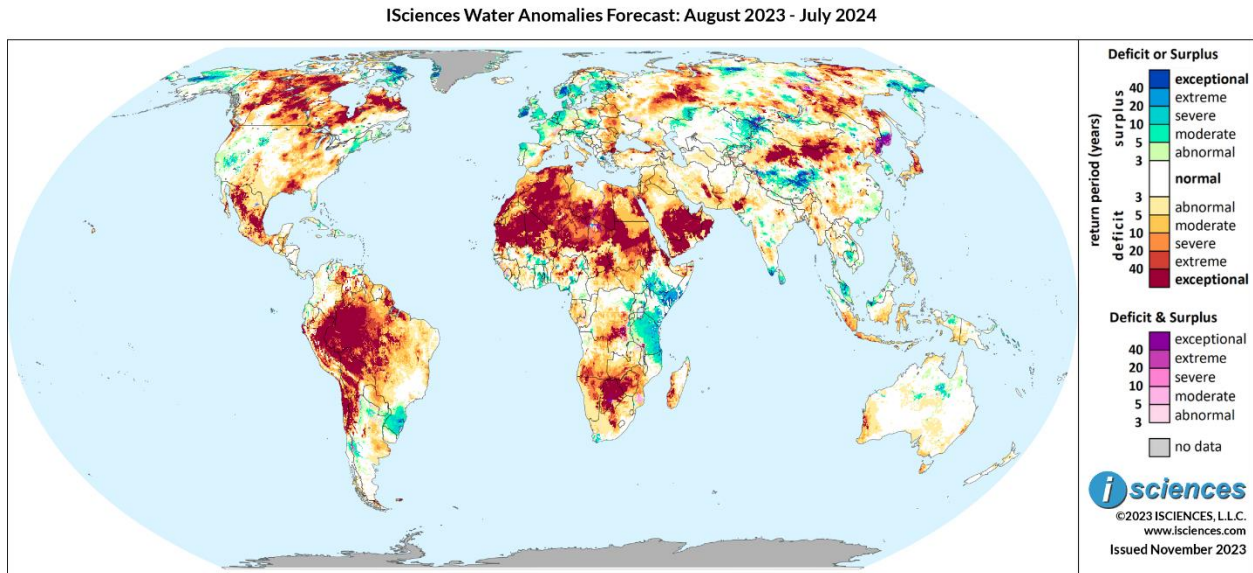 ISciences Water Anomalies Forecast: August 2023 - July 2024
Deficit or Surplus
return period (years)
surplus
deficit
exceptional
40
extreme
20
severe
10
moderate
5
abnormal
3
normal
3
abnormal
5
moderate
10
severe
20
extreme
40
exceptional
Deficit & Surplus
exceptional
40
extreme
20
severe
10
moderate
5
abnormal
3
no data
i sciences
©2023 ISCIENCES, L.L.C.
www.isciences.com
Issued November 2023